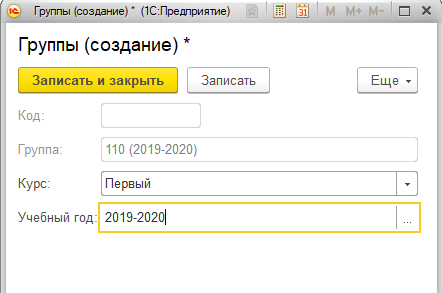 Группы (создание) * (1С:Предприятие)
M M+ M-
Группы (создание) *
Записать и закрыть Записать Еще
Код:
Группа: 110 (2019-2020)
Курс: Первый
Учебный год: 2019-2020 ...